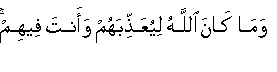 وَمَا كَانَ ٱللَّهُ لِيُعَذِّبَهُمْ وَأَنتَ فِيهِمْ ۚ